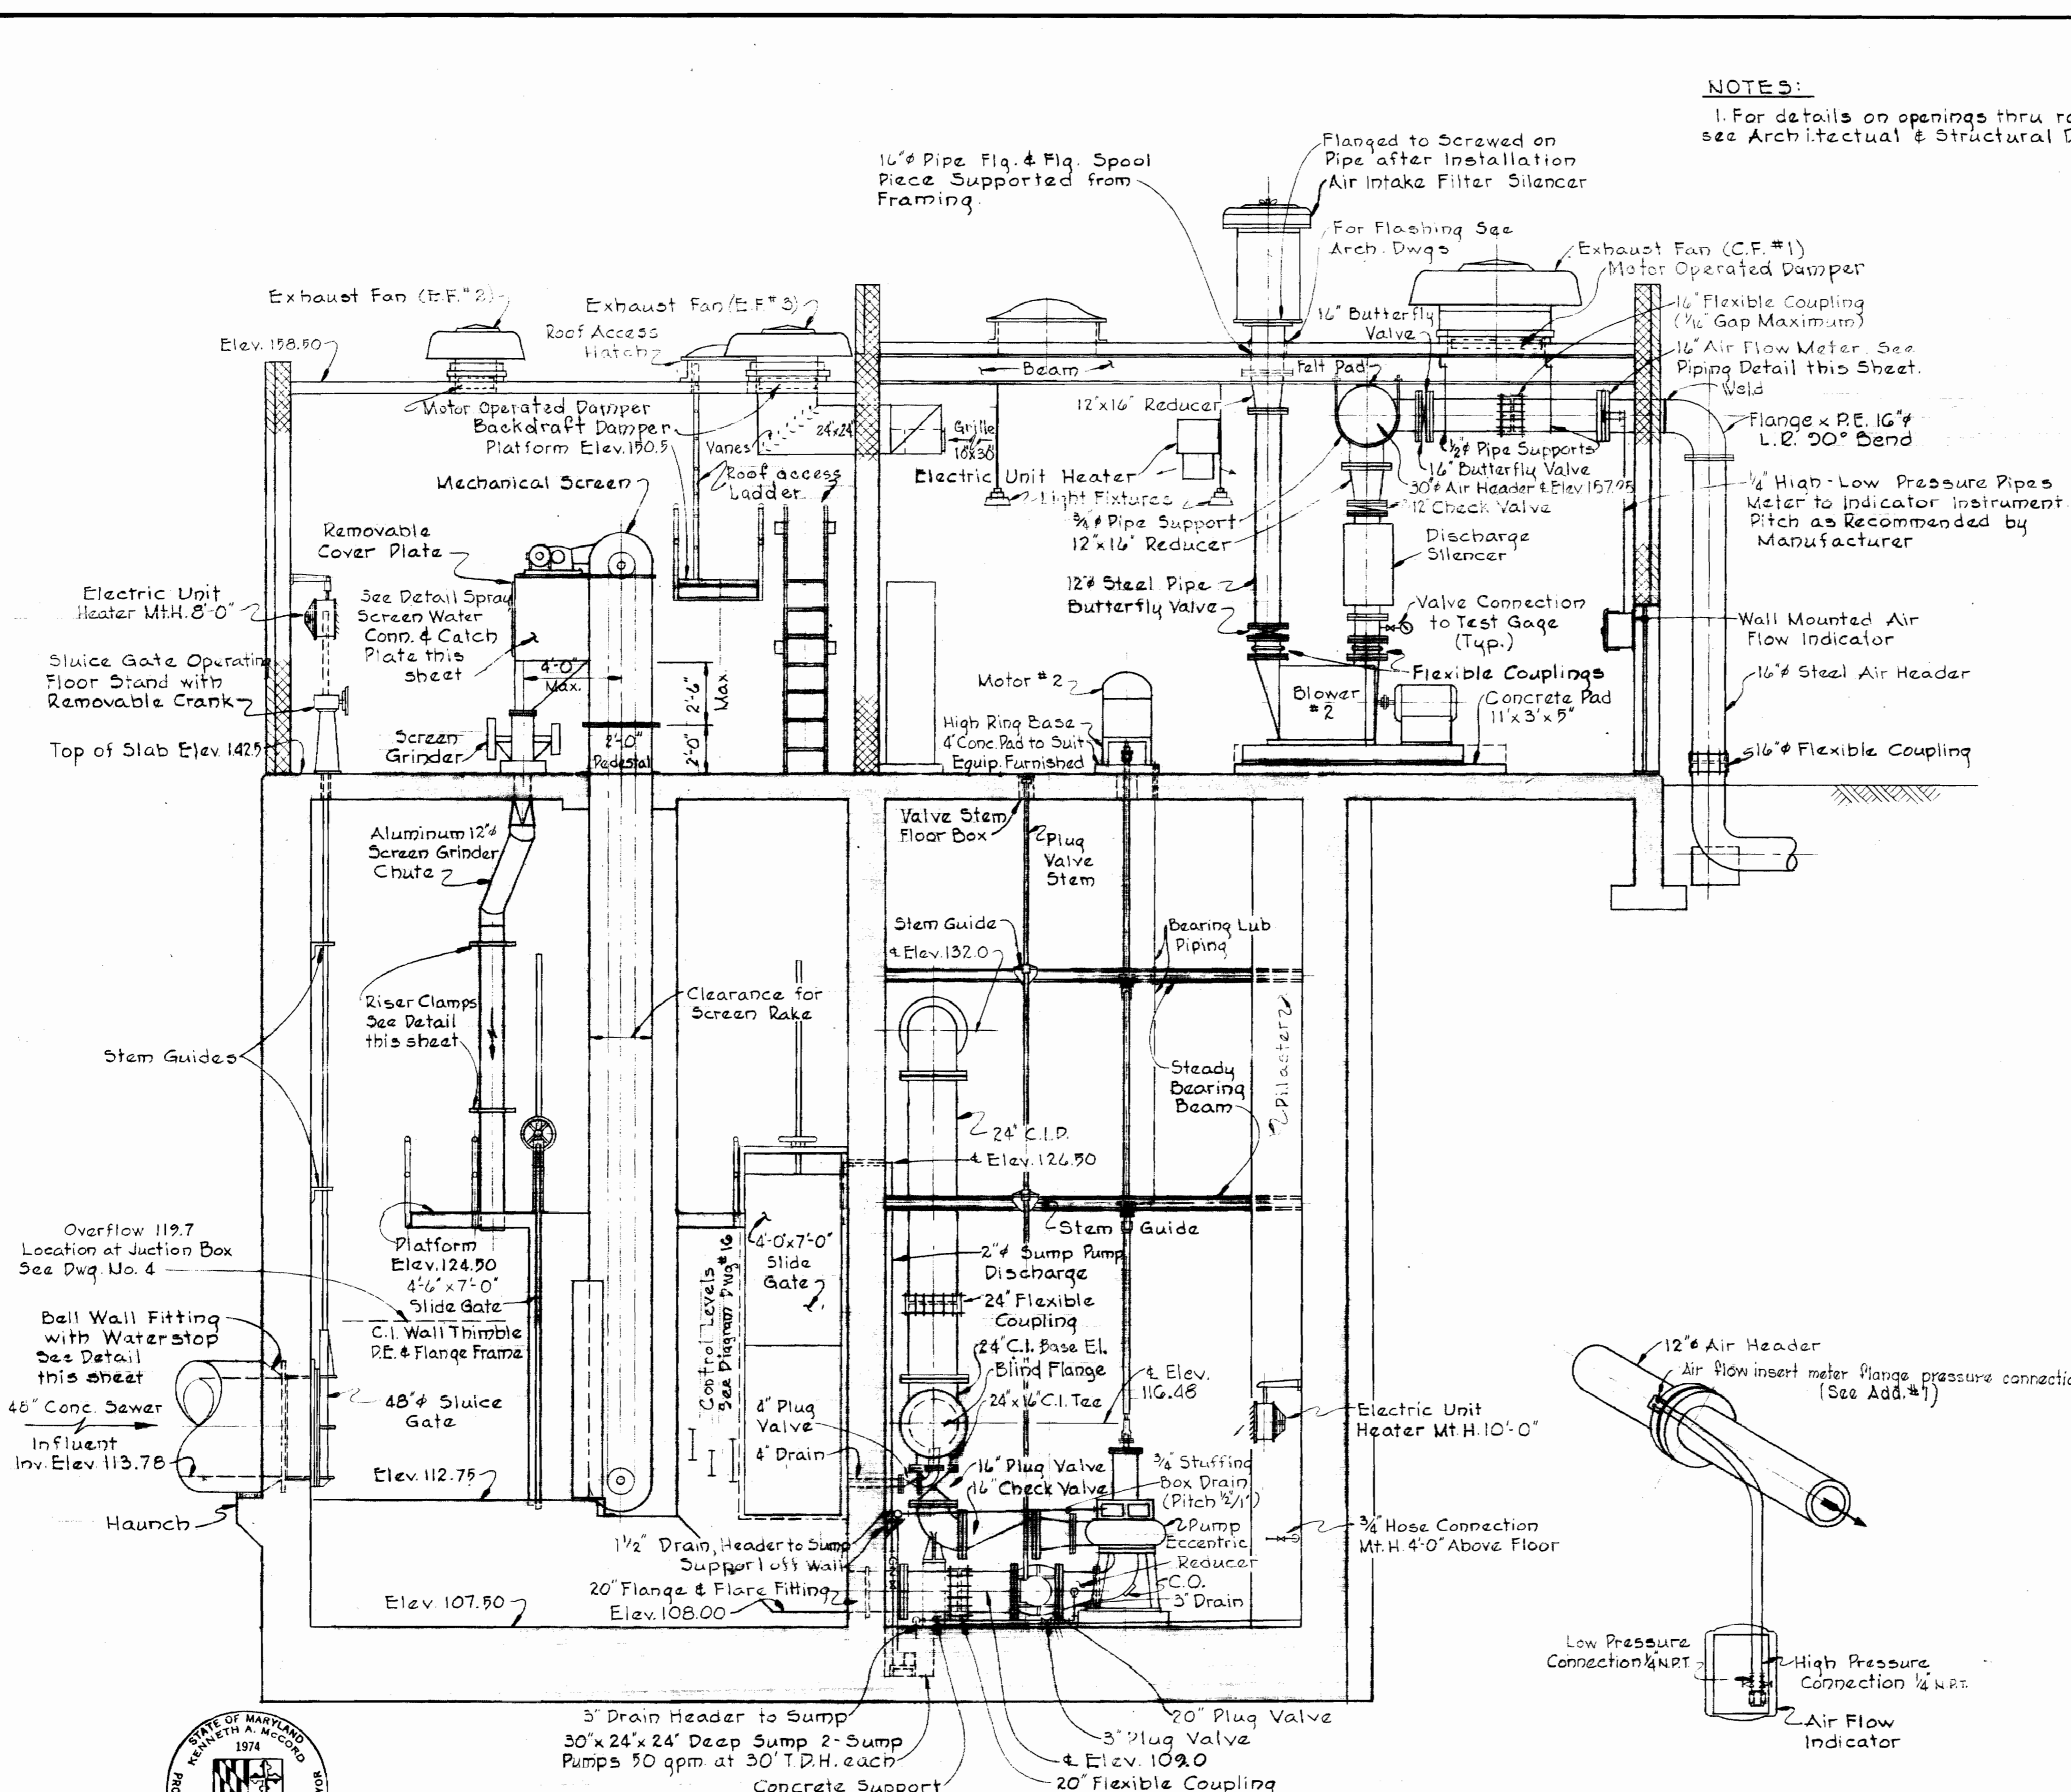 NOTES:
1. For details on openings thru
see Architectual & Structural
16"ø Pipe Flg. & Flg. Spool
Piece Supported from
Framing.
Flanged to Screwed on
Pipe after Installation
Air Intake Filter Silencer
For Flashing See
Arch. Dwgs
Exhaust Fan (C.F. #1)
Motor Operated Damper
16" Flexible Coupling
(1/16" Gap Maximum)
16" Butterfly
Valve
16" Air Flow Meter. See
Piping Detail this Sheet.
Weld
Exhaust Fan (E.F. #2)
Exhaust Fan (E.F. #3)
Roof Access
Hatch
Elev. 158.50
Beam
Felt Pad
12"x16" Reducer
Flange x P.E. 16"ø
L.R. 90° Bend
Motor Operated Damper
Backdraft Damper
Platform Elev. 150.5
Vanes
24"x24"
Grille
10"x30"
1/2"ø Pipe Supports
16" Butterfly Valve
30"ø Air Header ℄ Elev 157.25
12" Check Valve
Mechanical Screen
Roof access
Ladder
Electric Unit Heater
Light Fixtures
3/4"ø Pipe Support
12"x16" Reducer
Discharge
Silencer
1/4" High-Low Pressure Pipes
Meter to Indicator Instrument.
Pitch as Recommended by
Manufacturer
Removable
Cover Plate
Electric Unit
Heater Mt.H. 8'-0"
See Detail Spray
Screen Water
Conn. & Catch
Plate this
sheet
12"ø Steel Pipe
Butterfly Valve
Valve Connection
to Test Gage
(Typ.)
Wall Mounted Air
Flow Indicator
Sluice Gate Operating
Floor Stand with
Removable Crank
4'-0"
Max.
2'-6"
Max.
Motor #2
Flexible Couplings
Blower
#2
Concrete Pad
11'x3'x5"
16"ø Steel Air Header
Top of Slab Elev. 142.5
Screen
Grinder
2'-0"
Pedestal
2'-0"
High Ring Base
4" Conc. Pad to Suit
Equip. Furnished
16"ø Flexible Coupling
Aluminum 12"ø
Screen Grinder
Chute
Valve Stem
Floor Box
Plug
Valve
Stem
Stem Guide
℄ Elev. 132.0
Bearing Lub
Piping
Riser Clamps
See Detail
this sheet
Clearance for
Screen Rake
Stem Guides
Steady
Bearing
Beam
Pilaster
24" C.I.P.
℄ Elev. 126.50
Stem Guide
Overflow 119.7
Location at Juction Box
See Dwg. No. 4
Platform
Elev. 124.50
4'-6" x 7'-0"
Slide Gate
C.I. Wall Thimble
P.E. & Flange Frame
Control Levels
See Diagram Dwg #16
4'-0"x7'-0"
Slide
Gate
2"ø Sump Pump
Discharge
24" Flexible
Coupling
24" C.I. Base El.
Blind Flange
24"x16" C.I. Tee
℄ Elev.
116.48
Bell Wall Fitting
with Waterstop
See Detail
this sheet
48" Conc. Sewer
Influent
Inv. Elev. 113.78
48"ø Sluice
Gate
4" Plug
Valve
4" Drain
Electric Unit
Heater Mt. H. 10'-0"
12"ø Air Header
Air flow insert meter flange pressure
(See Add. #1)
Elev. 112.75
16" Plug Valve
16" Check Valve
3/4" Stuffing
Box Drain
(Pitch 1/2"/1')
Haunch
Pump
Eccentric
Reducer
C.O.
3" Drain
3/4" Hose Connection
Mt. H. 4'-0" Above Floor
1 1/2" Drain, Header to Sump
Support off Wall
20" Flange & Flare Fitting
Elev. 108.00
Elev. 107.50
Low Pressure
Connection 1/4" N.P.T.
High Pressure
Connection 1/4" N.P.T.
Air Flow
Indicator
3" Drain Header to Sump
30"x24"x24" Deep Sump 2-Sump
Pumps 50 gpm. at 30' T.D.H. each
Concrete Support
20" Plug Valve
3" Plug Valve
℄ Elev. 109.0
20" Flexible Coupling
STATE OF MARYLAND
KENNETH A. McCORD
1974